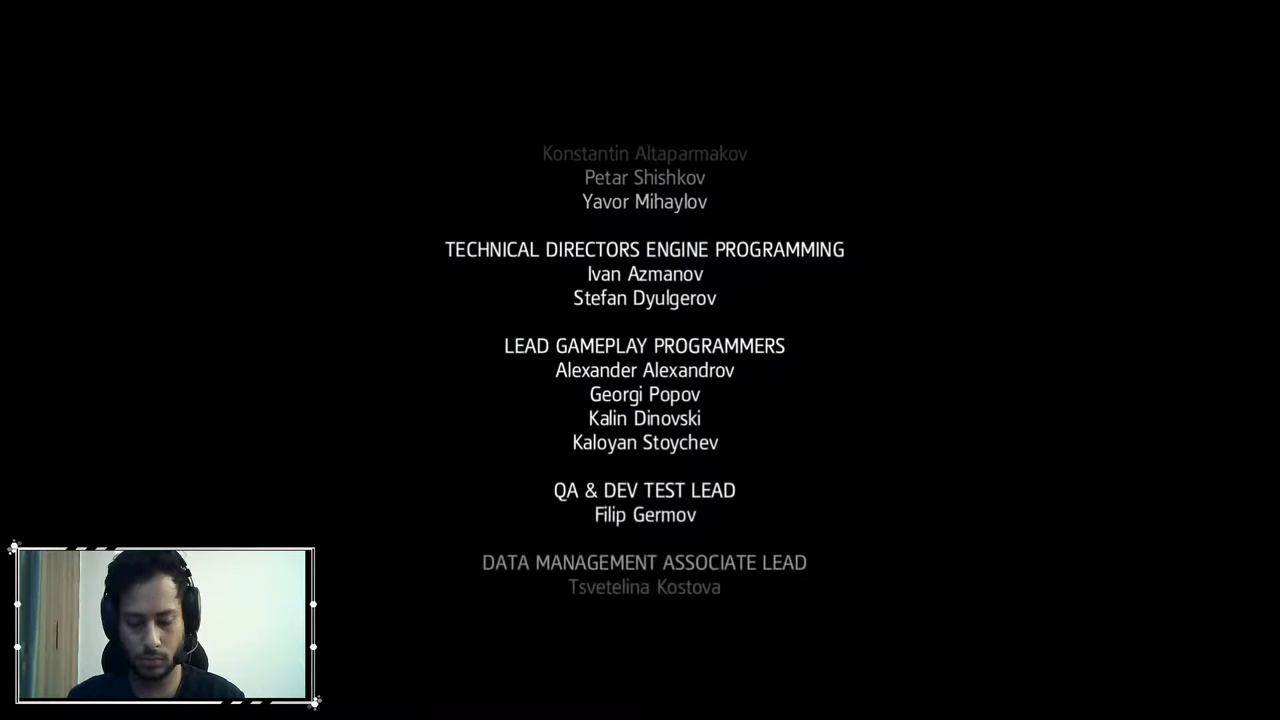 Konstantin Altaparmakov
Petar Shishkov
Yavor Mihaylov
TECHNICAL DIRECTORS ENGINE PROGRAMMING
Ivan Azmanov
Stefan Dyulgerov
LEAD GAMEPLAY PROGRAMMERS
Alexander Alexandrov
Georgi Popov
Kalin Dinovski
Kaloyan Stoychev
QA & DEV TEST LEAD
Filip Germov
DATA MANAGEMENT ASSOCIATE LEAD
Tsvetelina Kostova